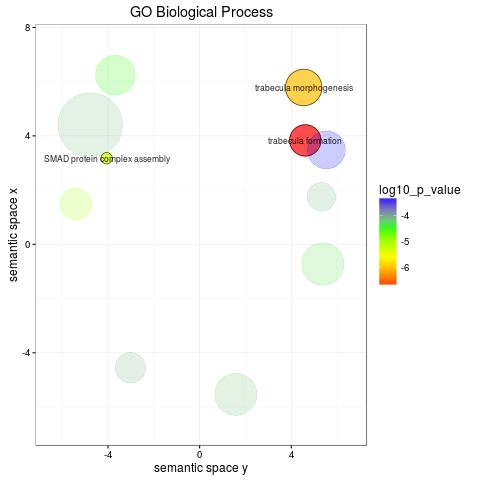 GO Biological Process
8
trabecula morphogenesis
4
trabecula formation
SMAD protein complex assembly
log10_p_value
-4
-5
-6
semantic space x
0
-4
-4
0
4
semantic space y